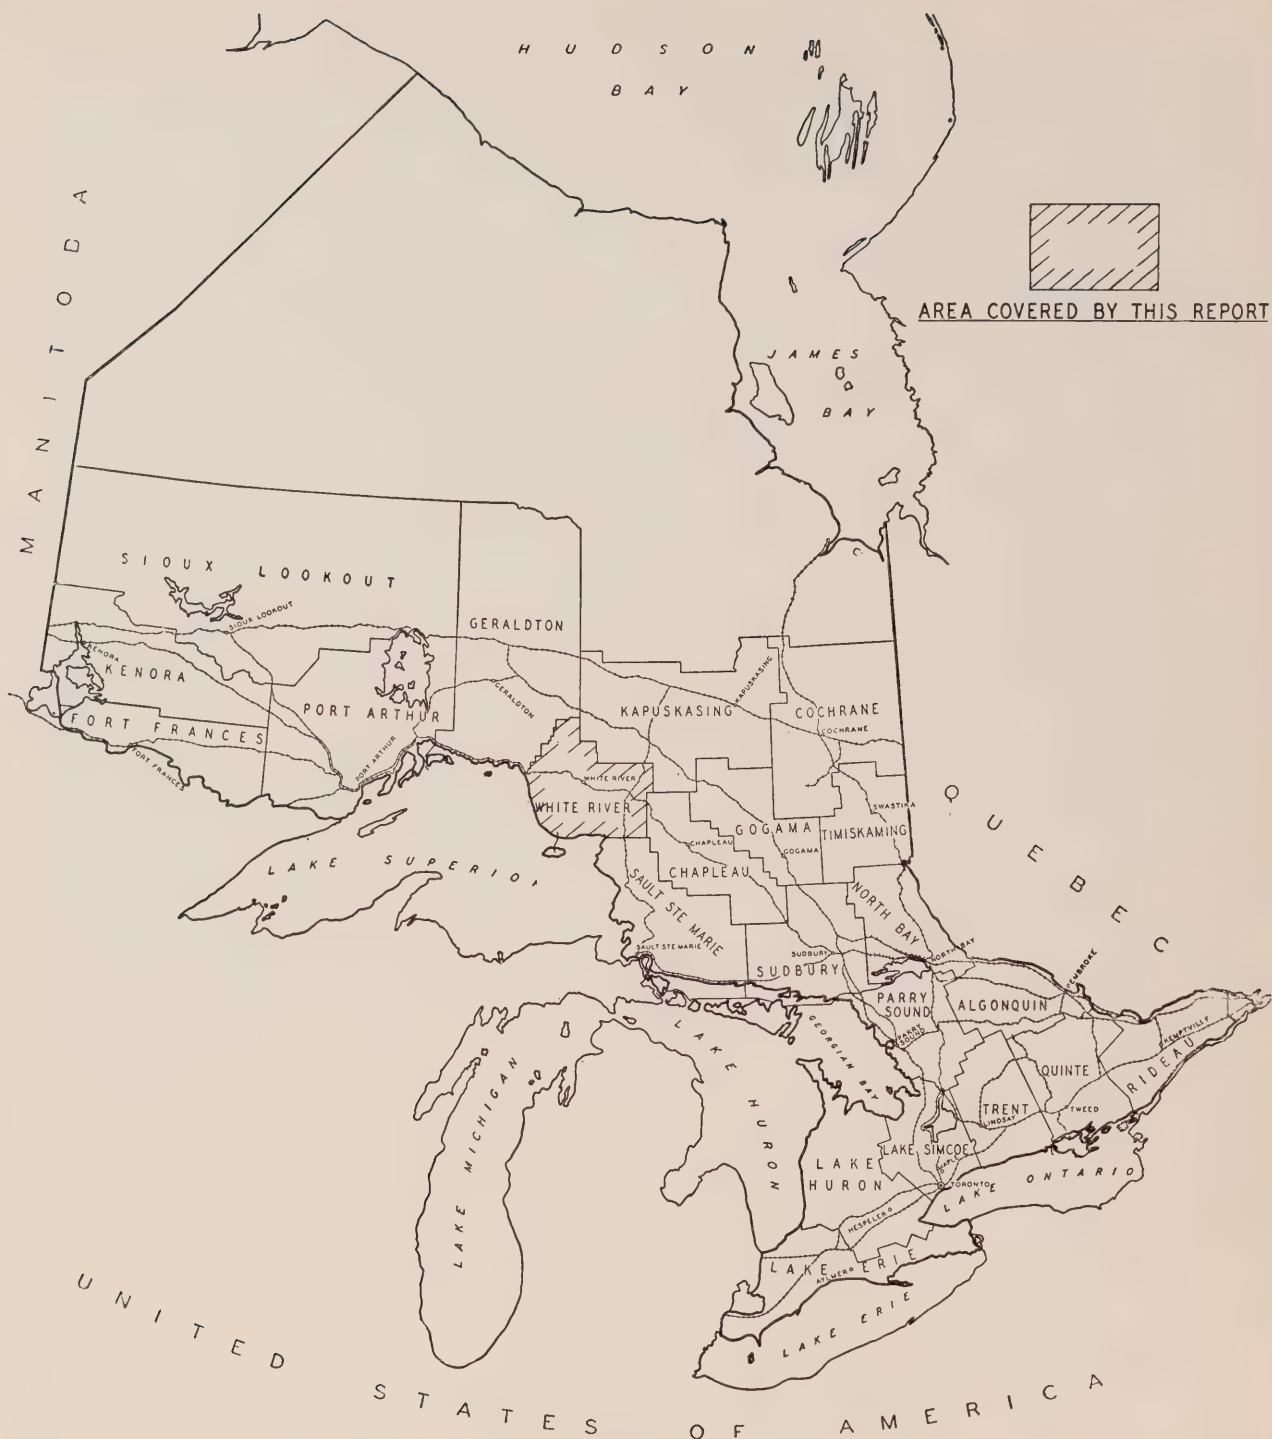 HUDSON
BAY
AREA COVERED BY THIS REPORT
MANITOBA
JAMES
BAY
SIOUX LOOKOUT
SIOUX LOOKOUT
GERALDTON
KENORA
KENORA
GERALDTON
KAPUSKASING
KAPUSKASING
COCHRANE
COCHRANE
PORT ARTHUR
PORT ARTHUR
FORT FRANCES
FORT FRANCES
WHITE RIVER
WHITE RIVER
SWASTIKA
QUEBEC
GOGAMA
GOGAMA
TIMISKAMING
CHAPLEAU
CHAPLEAU
LAKE SUPERIOR
SAULT STE MARIE
SAULT STE MARIE
NORTH BAY
NORTH BAY
SUDBURY
SUDBURY
PARRY
SOUND
PARRY
SOUND
ALGONQUIN
PEMBROKE
KEMPTVILLE
RIDEAU
GEORGIAN BAY
LAKE HURON
LAKE MICHIGAN
QUINTE
TWEED
TRENT
LINDSAY
LAKE SIMCOE
MAPLE
LAKE
HURON
TORONTO
LAKE ONTARIO
HESPELER
LAKE ERIE
AYLMER
LAKE ERIE
UNITED STATES OF AMERICA